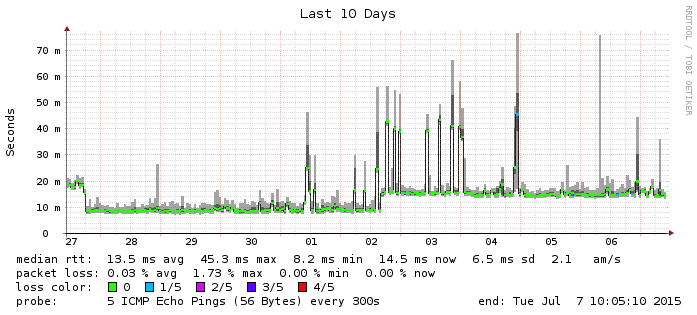 Last 10 Days
RRDTOOL / TOBI OETIKER
Seconds
70 m
60 m
50 m
40 m
30 m
20 m
10 m
0
27 28 29 30 01 02 03 04 05 06
median rtt: 13.5 ms avg 45.3 ms max 8.2 ms min 14.5 ms now 6.5 ms sd 2.1 am/s
packet loss: 0.03 % avg 1.73 % max 0.00 % min 0.00 % now
loss color: 0 1/5 2/5 3/5 4/5
probe: 5 ICMP Echo Pings (56 Bytes) every 300s end: Tue Jul 7 10:05:10 2015